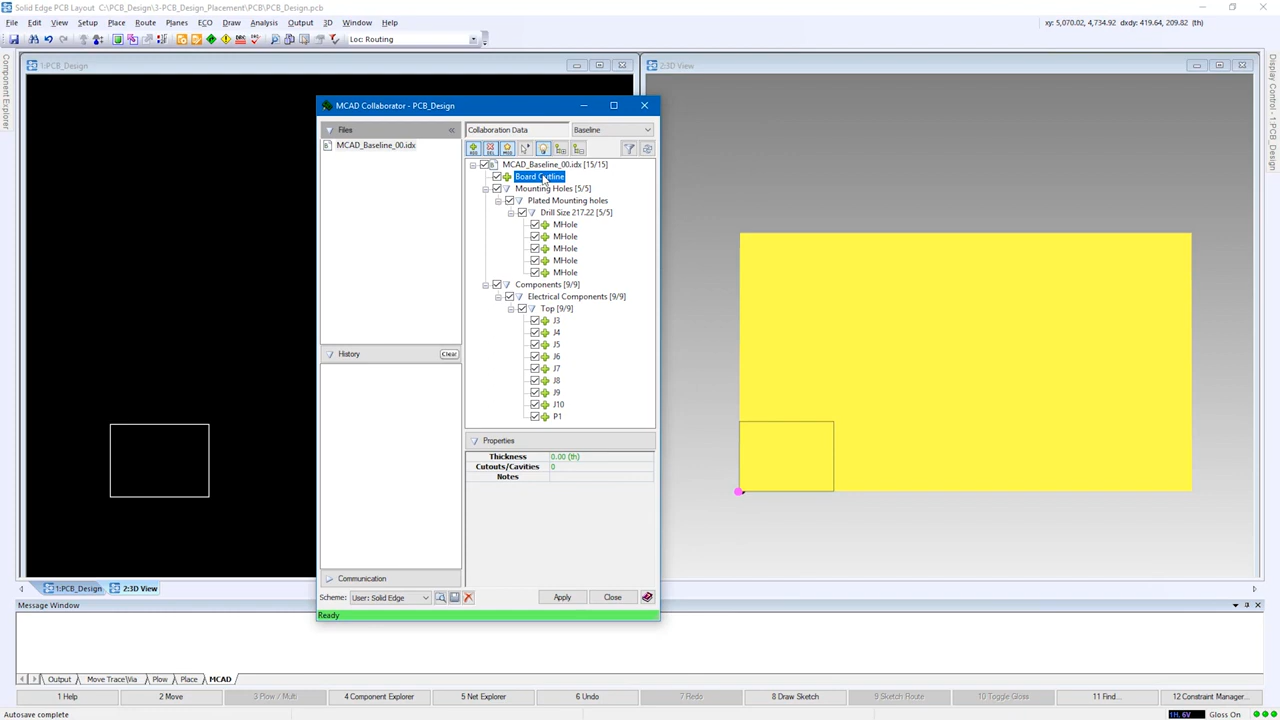 Solid Edge PCB Layout C:\PCB_Design\3-PCB_Design_Placement\PCB\PCB_Design.pcb
File Edit View Setup Place Route Planes ECO Draw Analysis Output 3D Window Help
xy: 5,070.02, 4,734.92 dxdy: 419.64, 209.82 (th)
Loc: Routing
1:PCB_Design
2:3D View
Component Explorer
Display Control - 1:PCB_Design
MCAD Collaborator - PCB_Design
Files
MCAD_Baseline_00.idx
Collaboration Data
Baseline
MCAD_Baseline_00.idx [15/15]
Board Outline
Mounting Holes [5/5]
Plated Mounting holes
Drill Size 217.22 [5/5]
MHole
MHole
MHole
MHole
MHole
Components [9/9]
Electrical Components [9/9]
Top [9/9]
J3
J4
J5
J6
J7
J8
J9
J10
P1
History
Clear
Properties
Thickness 0.00 (th)
Cutouts/Cavities 0
Notes
Communication
Scheme: User: Solid Edge
Apply
Close
Ready
1:PCB_Design 2:3D View
Message Window
Output Move Trace\Via Plow Place MCAD
1 Help 2 Move 3 Plow / Multi 4 Component Explorer 5 Net Explorer 6 Undo 7 Redo 8 Draw Sketch 9 Sketch Route 10 Toggle Gloss 11 Find... 12 Constraint Manager...
Autosave complete
1H, 6V Gloss On